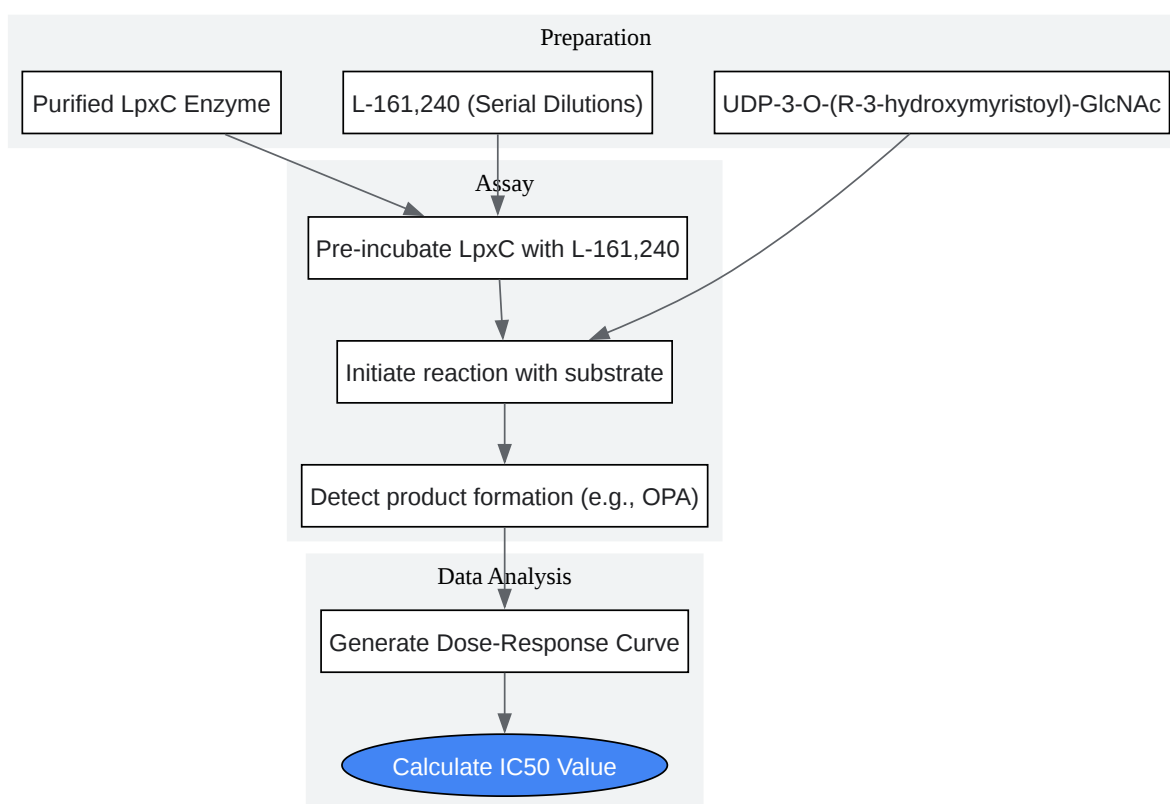 Preparation
Purified LpxC Enzyme
L-161,240 (Serial Dilutions)
UDP-3-O-(R-3-hydroxymyristoyl)-GlcNAc
Assay
Pre-incubate LpxC with L-161,240
Initiate reaction with substrate
Detect product formation (e.g., OPA)
Data Analysis
Generate Dose-Response Curve
Calculate IC50 Value